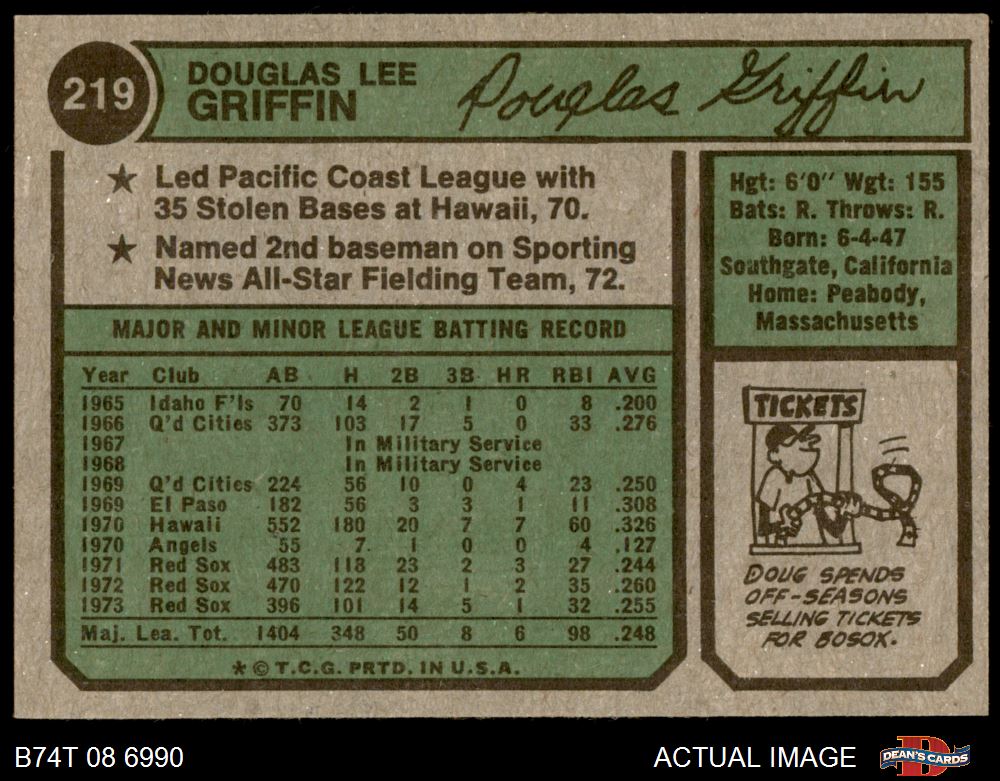 219
DOUGLAS LEE
GRIFFIN
Douglas Griffin
★ Led Pacific Coast League with
35 Stolen Bases at Hawaii, 70.
★ Named 2nd baseman on Sporting
News All-Star Fielding Team, 72.
MAJOR AND MINOR LEAGUE BATTING RECORD
Year Club AB H 2B 3B HR RBI AVG
1965 Idaho F'ls 70 14 2 1 0 8 .200
1966 Q'd Cities 373 103 17 5 0 33 .276
1967 In Military Service
1968 In Military Service
1969 Q'd Cities 224 56 10 0 4 23 .250
1969 El Paso 182 56 3 3 1 11 .308
1970 Hawaii 552 180 20 7 7 60 .326
1970 Angels 55 7 1 0 0 4 .127
1971 Red Sox 483 118 23 2 3 27 .244
1972 Red Sox 470 122 12 1 2 35 .260
1973 Red Sox 396 101 14 5 1 32 .255
Maj. Lea. Tot. 1404 348 50 8 6 98 .248
* © T.C.G. PRTD. IN U.S.A.
Hgt: 6'0" Wgt: 155
Bats: R. Throws: R.
Born: 6-4-47
Southgate, California
Home: Peabody,
Massachusetts
TICKETS
DOUG SPENDS
OFF-SEASONS
SELLING TICKETS
FOR BOSOX.
B74T 08 6990
ACTUAL IMAGE
DEAN'S CARDS